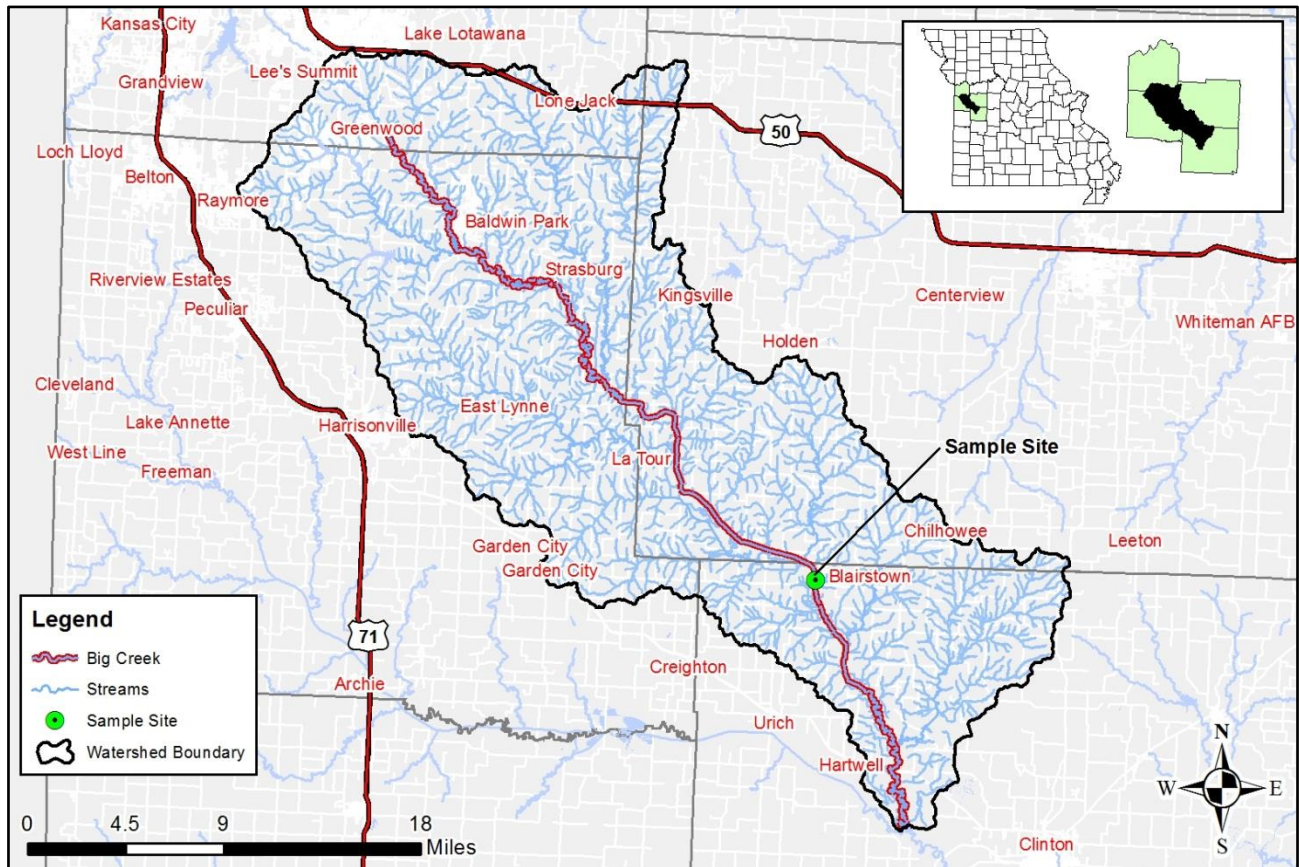 Kansas City
Lake Lotawana
Grandview
Lee's Summit
Lone Jack
50
Greenwood
Loch Lloyd
Belton
Raymore
Baldwin Park
Strasburg
Riverview Estates
Kingsville
Centerview
Peculiar
Whiteman AFB
Holden
Cleveland
East Lynne
Lake Annette
Harrisonville
West Line
La Tour
Sample Site
Freeman
Chilhowee
Garden City
Leeton
Garden City
Blairstown
71
Creighton
Archie
Urich
Hartwell
Clinton
Legend
Big Creek
Streams
Sample Site
Watershed Boundary
0 4.5 9 18
Miles
N
W E
S